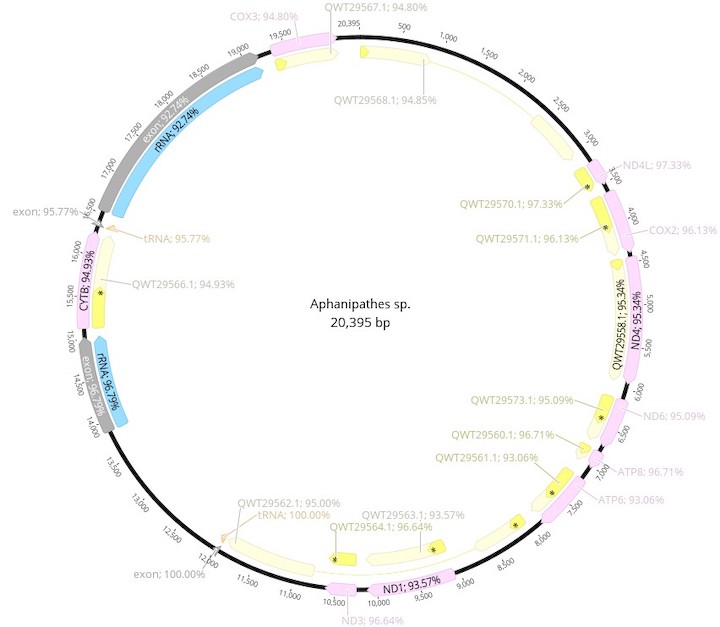 QWT29567.1; 94.80%
COX3; 94.80%
20,395
500
1,000
1,500
2,000
2,500
3,000
3,500
4,000
4,500
5,000
5,500
6,000
6,500
7,000
7,500
8,000
8,500
9,000
9,500
10,000
10,500
11,000
11,500
12,000
12,500
13,000
13,500
14,000
14,500
15,000
15,500
16,000
16,500
17,000
17,500
18,000
18,500
19,000
19,500
QWT29568.1; 94.85%
exon; 92.74%
rRNA; 92.74%
ND4L; 97.33%
QWT29570.1; 97.33%
exon; 95.77%
tRNA; 95.77%
QWT29571.1; 96.13%
COX2; 96.13%
CYTB; 94.93%
*
QWT29566.1; 94.93%
Aphanipathes sp.
20,395 bp
QWT29558.1; 95.34%
ND4; 95.34%
exon; 96.79%
rRNA; 96.79%
QWT29573.1; 95.09%
ND6; 95.09%
QWT29560.1; 96.71%
ATP8; 96.71%
QWT29561.1; 93.06%
ATP6; 93.06%
QWT29562.1; 95.00%
tRNA; 100.00%
QWT29563.1; 93.57%
QWT29564.1; 96.64%
exon; 100.00%
ND1; 93.57%
ND3; 96.64%
*
*
*
*
*
*
*